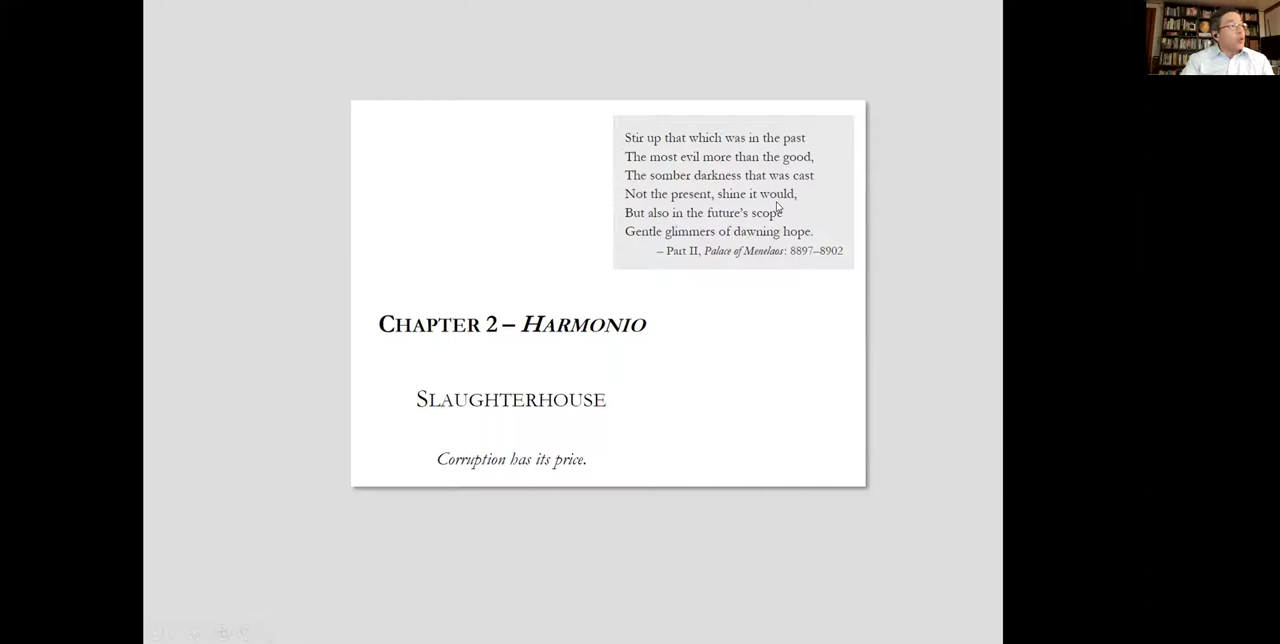 Stir up that which was in the past
The most evil more than the good,
The somber darkness that was cast
Not the present, shine it would,
But also in the future's scope
Gentle glimmers of dawning hope.
– Part II, Palace of Menelaos: 8897–8902
CHAPTER 2 – HARMONIO
SLAUGHTERHOUSE
Corruption has its price.